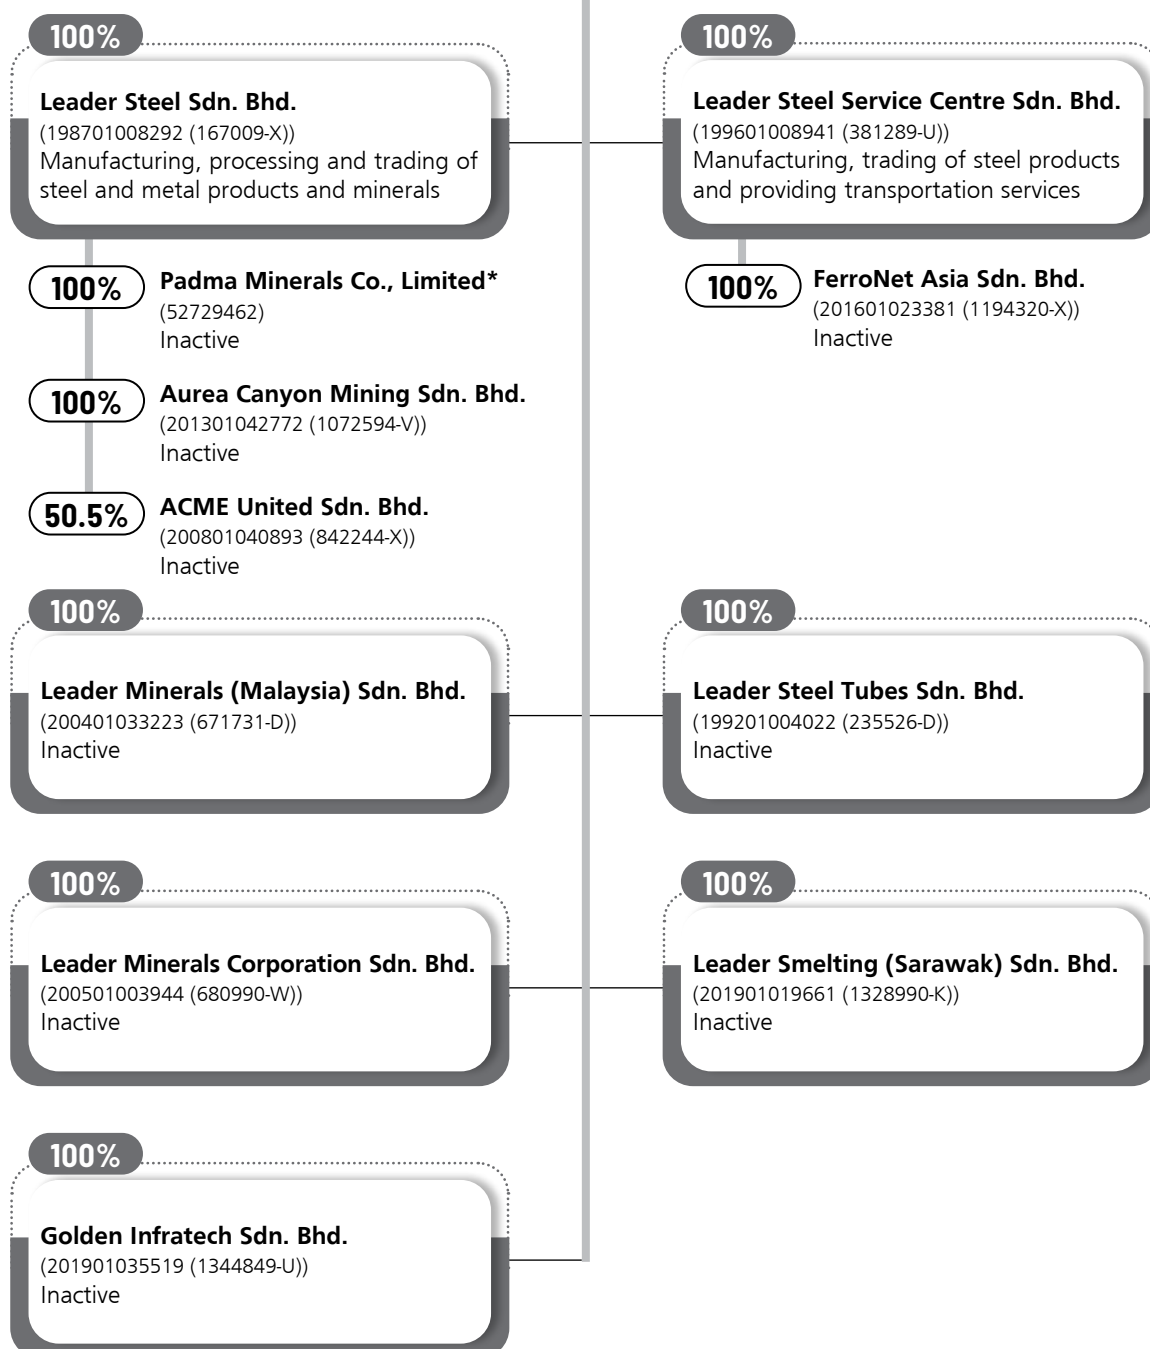 100%
Leader Steel Sdn. Bhd.
(198701008292 (167009-X))
Manufacturing, processing and trading of
steel and metal products and minerals
100%
Padma Minerals Co., Limited*
(52729462)
Inactive
100%
Aurea Canyon Mining Sdn. Bhd.
(201301042772 (1072594-V))
Inactive
50.5%
ACME United Sdn. Bhd.
(200801040893 (842244-X))
Inactive
100%
Leader Steel Service Centre Sdn. Bhd.
(199601008941 (381289-U))
Manufacturing, trading of steel products
and providing transportation services
100%
FerroNet Asia Sdn. Bhd.
(201601023381 (1194320-X))
Inactive
100%
Leader Minerals (Malaysia) Sdn. Bhd.
(200401033223 (671731-D))
Inactive
100%
Leader Steel Tubes Sdn. Bhd.
(199201004022 (235526-D))
Inactive
100%
Leader Minerals Corporation Sdn. Bhd.
(200501003944 (680990-W))
Inactive
100%
Leader Smelting (Sarawak) Sdn. Bhd.
(201901019661 (1328990-K))
Inactive
100%
Golden Infratech Sdn. Bhd.
(201901035519 (1344849-U))
Inactive